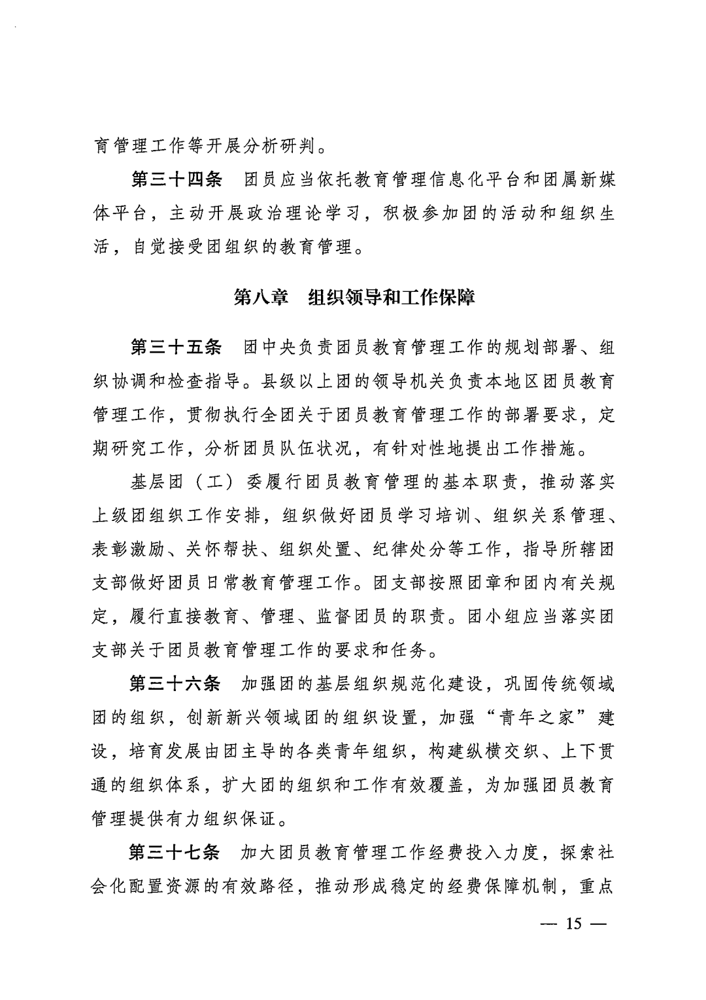 育管理工作等开展分析研判。
第三十四条　团员应当依托教育管理信息化平台和团属新媒
体平台，主动开展政治理论学习，积极参加团的活动和组织生
活，自觉接受团组织的教育管理。
第八章　组织领导和工作保障
第三十五条　团中央负责团员教育管理工作的规划部署、组
织协调和检查指导。县级以上团的领导机关负责本地区团员教育
管理工作，贯彻执行全团关于团员教育管理工作的部署要求，定
期研究工作，分析团员队伍状况，有针对性地提出工作措施。
基层团（工）委履行团员教育管理的基本职责，推动落实
上级团组织工作安排，组织做好团员学习培训、组织关系管理、
表彰激励、关怀帮扶、组织处置、纪律处分等工作，指导所辖团
支部做好团员日常教育管理工作。团支部按照团章和团内有关规
定，履行直接教育、管理、监督团员的职责。团小组应当落实团
支部关于团员教育管理工作的要求和任务。
第三十六条　加强团的基层组织规范化建设，巩固传统领域
团的组织，创新新兴领域团的组织设置，加强“青年之家”建
设，培育发展由团主导的各类青年组织，构建纵横交织、上下贯
通的组织体系，扩大团的组织和工作有效覆盖，为加强团员教育
管理提供有力组织保证。
第三十七条　加大团员教育管理工作经费投入力度，探索社
会化配置资源的有效路径，推动形成稳定的经费保障机制，重点
— 15 —